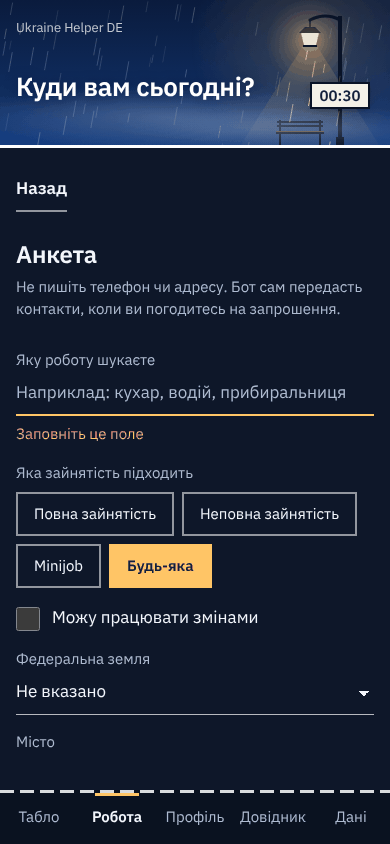 Ukraine Helper DE
Куди вам сьогодні?
00:30
Назад
Анкета
Не пишіть телефон чи адресу. Бот сам передасть
контакти, коли ви погодитесь на запрошення.
Яку роботу шукаєте
Наприклад: кухар, водій, прибиральниця
Заповніть це поле
Яка зайнятість підходить
Повна зайнятість
Неповна зайнятість
Minijob
Будь-яка
Можу працювати змінами
Федеральна земля
Не вказано
Місто
Табло
Робота
Профіль
Довідник
Дані